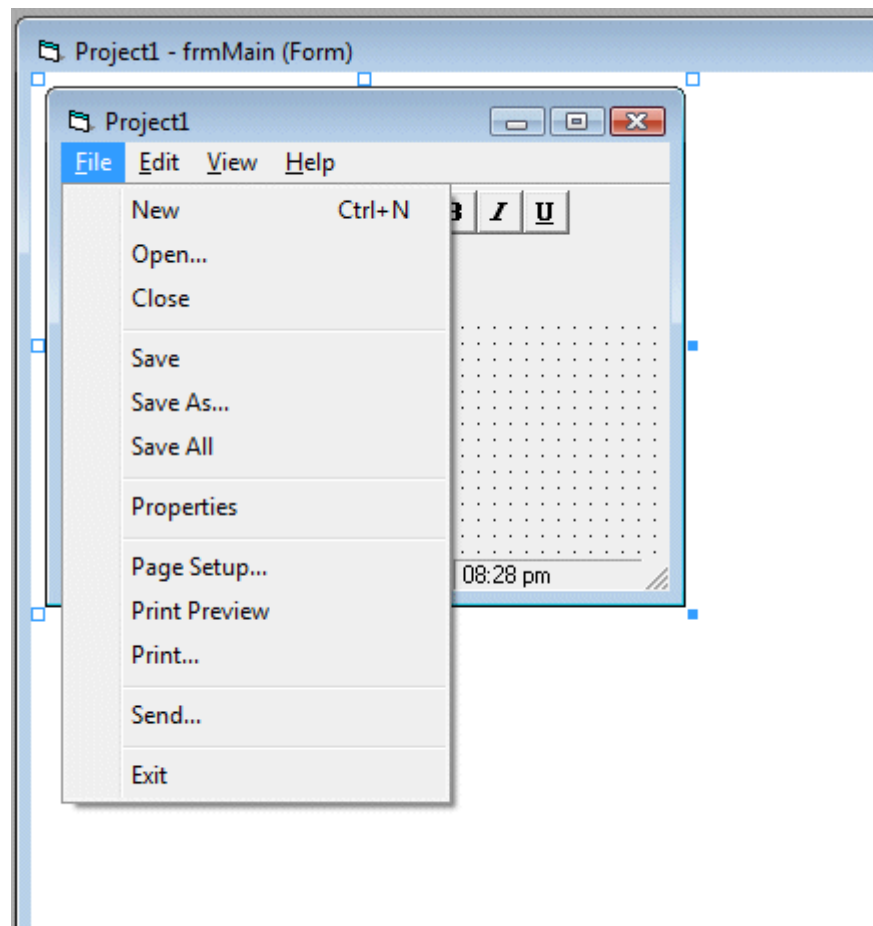 Project1 - frmMain (Form)
Project1
File Edit View Help
B I U
New Ctrl+N
Open...
Close
Save
Save As...
Save All
Properties
Page Setup...
Print Preview
Print...
Send...
Exit
08:28 pm